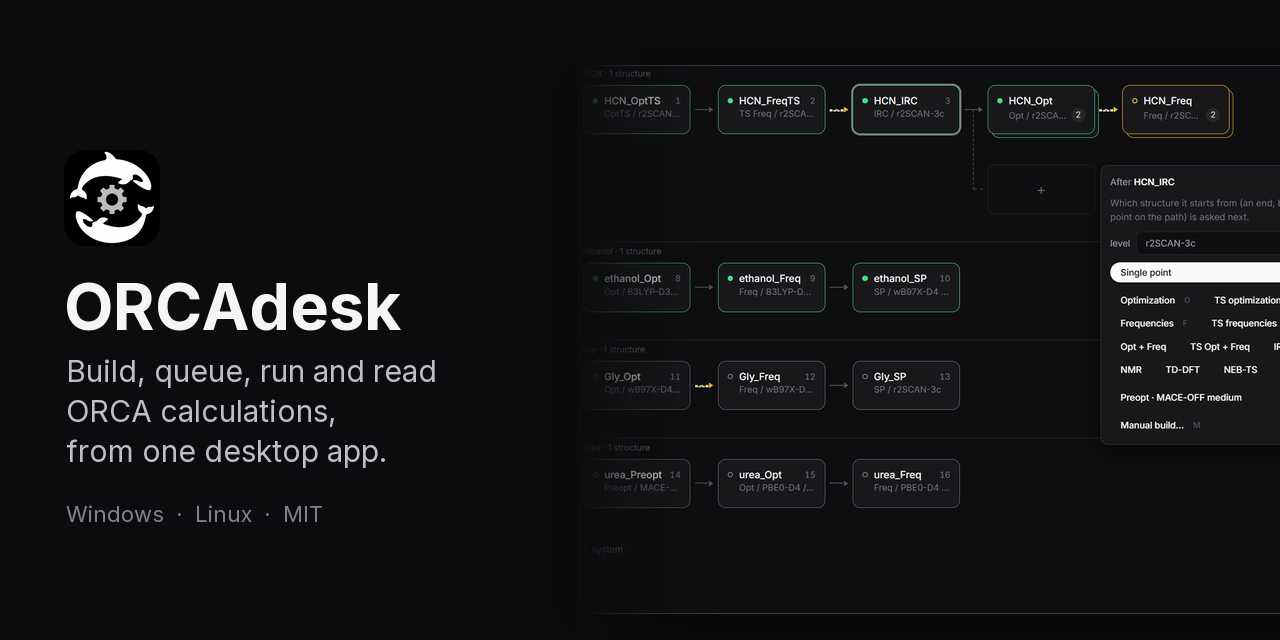 ORCAdesk
Build, queue, run and read
ORCA calculations,
from one desktop app.
Windows · Linux · MIT
HCN · 1 structure
HCN_OptTS 1
OptTS / r2SCAN...
HCN_FreqTS 2
TS Freq / r2SCA...
HCN_IRC 3
IRC / r2SCAN-3c
HCN_Opt
Opt / r2SCA... 2
HCN_Freq
Freq / r2SC... 2
+
After HCN_IRC
Which structure it starts from (an end,
point on the path) is asked next.
level r2SCAN-3c
Single point
Optimization O TS optimization
Frequencies F TS frequencies
Opt + Freq TS Opt + Freq
NMR TD-DFT NEB-TS
Preopt · MACE-OFF medium
Manual build... M
ethanol · 1 structure
ethanol_Opt 8
Opt / B3LYP-D3...
ethanol_Freq 9
Freq / B3LYP-D...
ethanol_SP 10
SP / wB97X-D4 ...
· 1 structure
Gly_Opt 11
Opt / wB97X-D4...
Gly_Freq 12
Freq / wB97X-D...
Gly_SP 13
SP / r2SCAN-3c
urea · 1 structure
urea_Preopt 14
Preopt / MACE-...
urea_Opt 15
Opt / PBE0-D4 /...
urea_Freq 16
Freq / PBE0-D4 ...
+ system